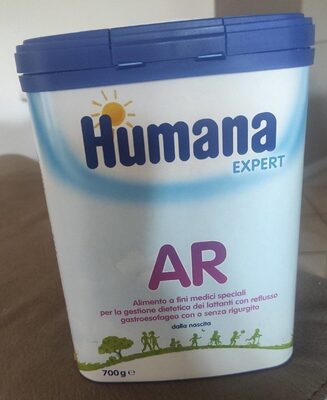 Humana
EXPERT
AR
Alimento a fini medici speciali
per la gestione dietetica dei lattanti con reflusso
gastroesofageo con o senza rigurgito
dalla nascita
700 g e